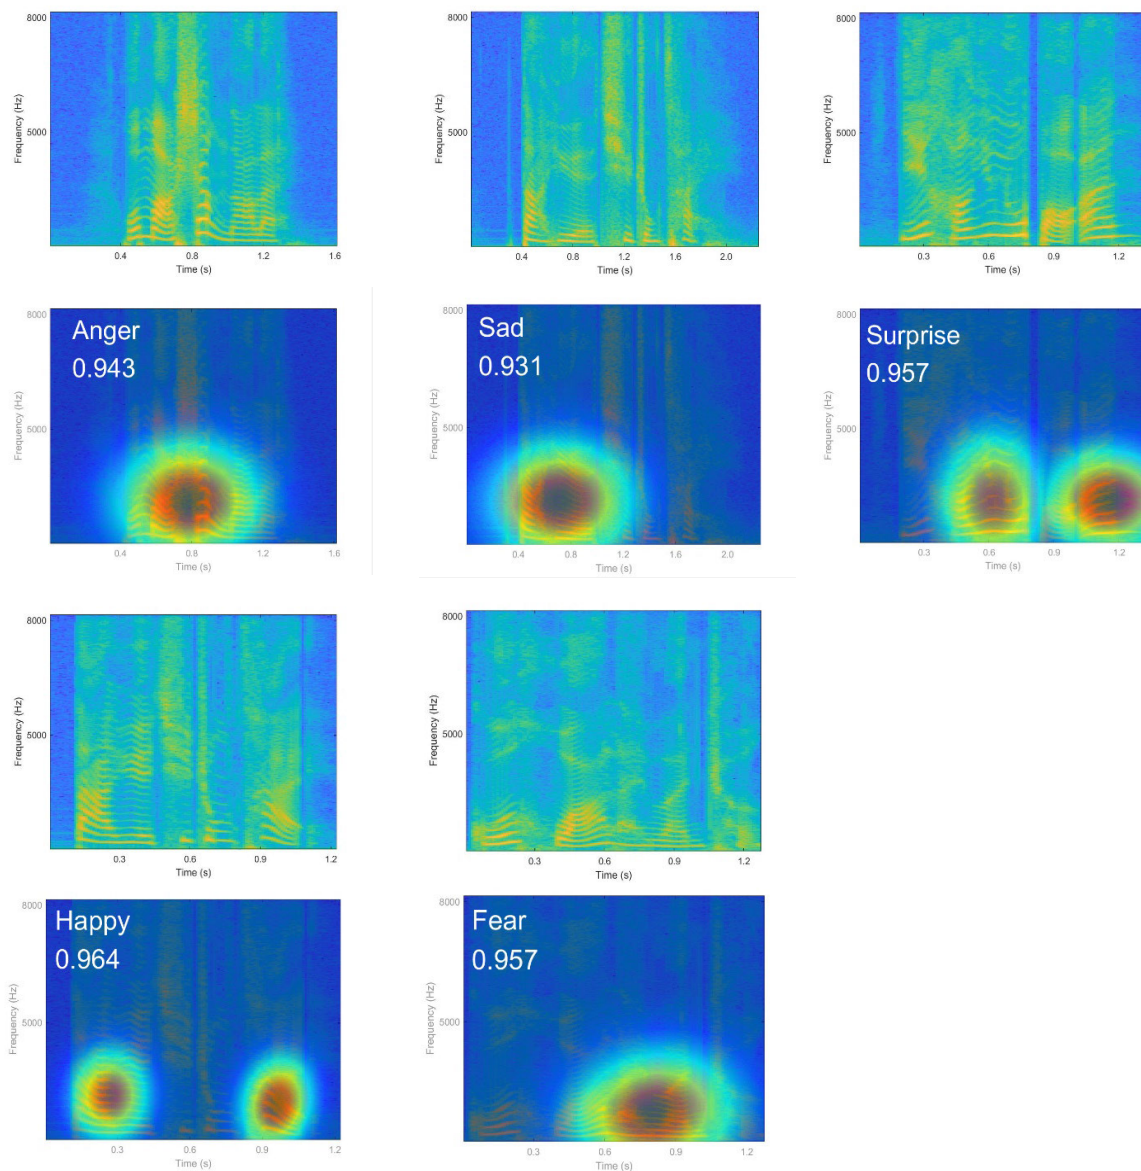 8000
5000
Frequency (Hz)
0.4 0.8 1.2 1.6
Time (s)
8000
5000
Frequency (Hz)
0.4 0.8 1.2 1.6 2.0
Time (s)
8000
5000
Frequency (Hz)
0.3 0.6 0.9 1.2
Time (s)
Anger
0.943
8000
5000
Frequency (Hz)
0.4 0.8 1.2 1.6
Time (s)
Sad
0.931
8000
5000
Frequency (Hz)
0.4 0.8 1.2 1.6 2.0
Time (s)
Surprise
0.957
8000
5000
Frequency (Hz)
0.3 0.6 0.9 1.2
Time (s)
8000
5000
Frequency (Hz)
0.3 0.6 0.9 1.2
Time (s)
8000
5000
Frequency (Hz)
0.3 0.6 0.9 1.2
Time (s)
Happy
0.964
8000
5000
Frequency (Hz)
0.3 0.6 0.9 1.2
Time (s)
Fear
0.957
8000
5000
Frequency (Hz)
0.3 0.6 0.9 1.2
Time (s)